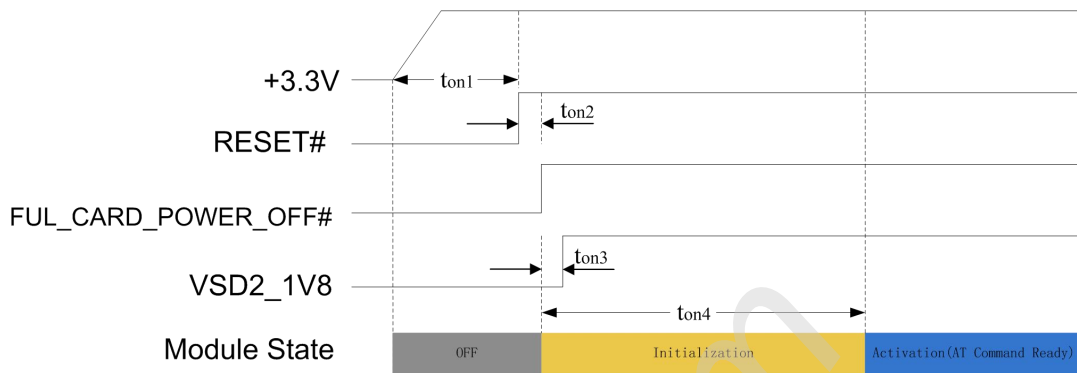 +3.3V
ton1
RESET#
ton2
FUL_CARD_POWER_OFF#
VSD2_1V8
ton3
ton4
Module State
OFF
Initialization
Activation(AT Command Ready)